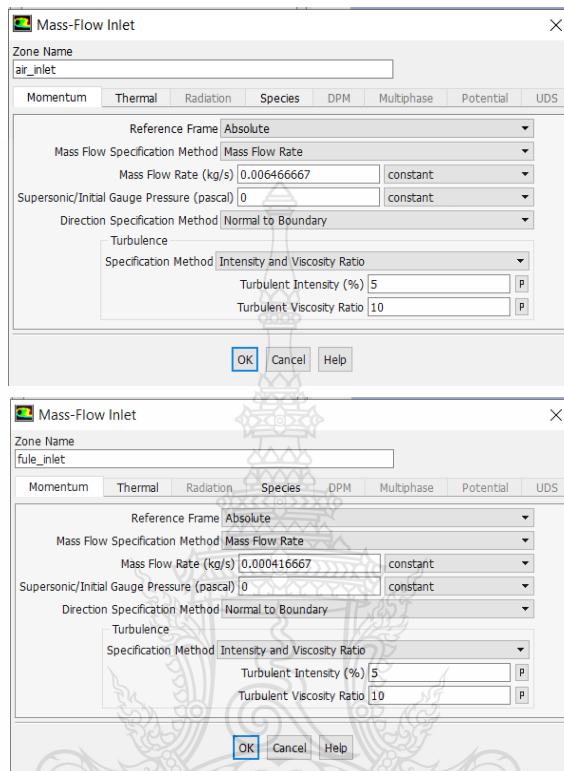 Mass-Flow Inlet
Zone Name
air_inlet
Momentum Thermal Radiation Species DPM Multiphase Potential UDS
Reference Frame Absolute
Mass Flow Specification Method Mass Flow Rate
Mass Flow Rate (kg/s) 0.006466667 constant
Supersonic/Initial Gauge Pressure (pascal) 0 constant
Direction Specification Method Normal to Boundary
Turbulence
Specification Method Intensity and Viscosity Ratio
Turbulent Intensity (%) 5 P
Turbulent Viscosity Ratio 10 P
OK Cancel Help
Mass-Flow Inlet
Zone Name
fule_inlet
Momentum Thermal Radiation Species DPM Multiphase Potential UDS
Reference Frame Absolute
Mass Flow Specification Method Mass Flow Rate
Mass Flow Rate (kg/s) 0.000416667 constant
Supersonic/Initial Gauge Pressure (pascal) 0 constant
Direction Specification Method Normal to Boundary
Turbulence
Specification Method Intensity and Viscosity Ratio
Turbulent Intensity (%) 5 P
Turbulent Viscosity Ratio 10 P
OK Cancel Help